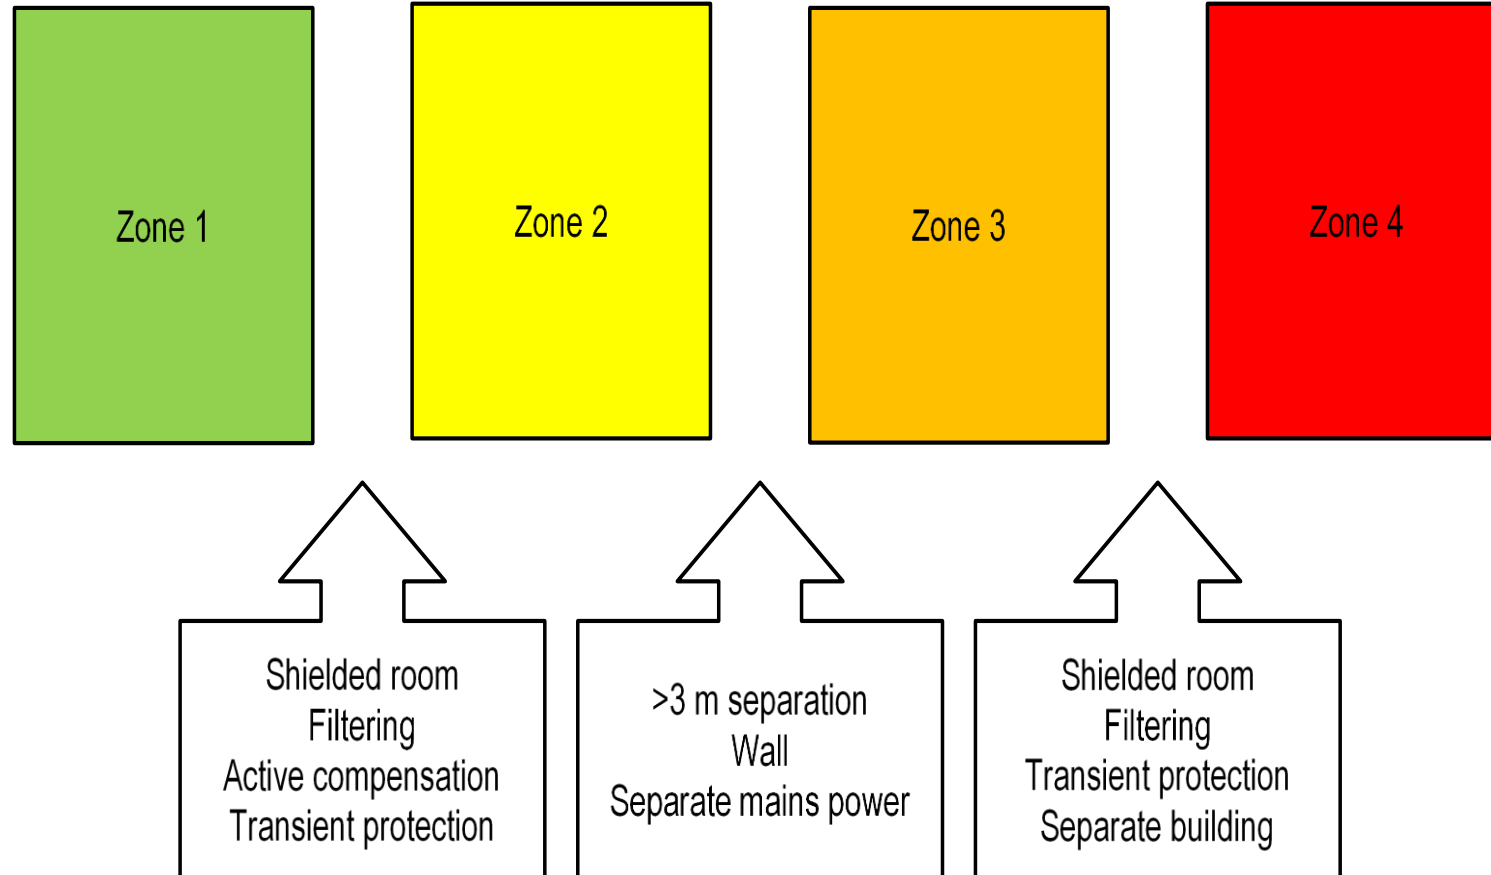 Zone 1
Zone 2
Zone 3
Zone 4
Shielded room
Filtering
Active compensation
Transient protection
>3 m separation
Wall
Separate mains power
Shielded room
Filtering
Transient protection
Separate building